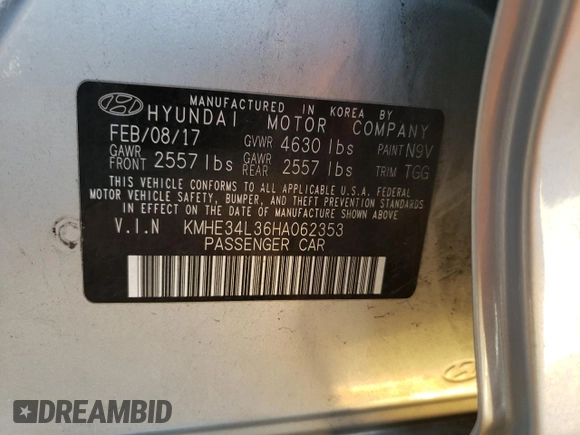 MANUFACTURED IN KOREA BY
HYUNDAI MOTOR COMPANY
FEB/08/17 GVWR 4630 lbs PAINT N9V
GAWR FRONT 2557 lbs GAWR REAR 2557 lbs TRIM TGG
THIS VEHICLE CONFORMS TO ALL APPLICABLE U.S.A. FEDERAL
MOTOR VEHICLE SAFETY, BUMPER, AND THEFT PREVENTION STANDARDS
IN EFFECT ON THE DATE OF MANUFACTURE SHOWN ABOVE.
V.I.N KMHE34L36HA062353
PASSENGER CAR
DREAMBID